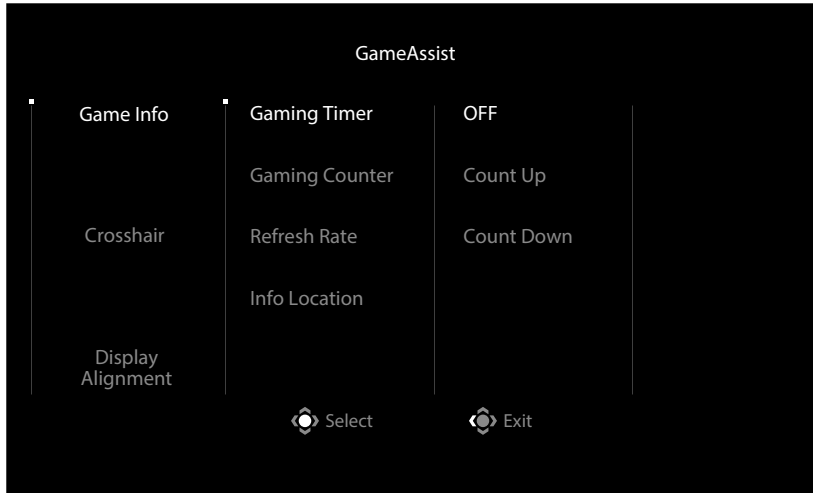 GameAssist
Game Info
Gaming Timer
OFF
Gaming Counter
Count Up
Crosshair
Refresh Rate
Count Down
Info Location
Display
Alignment
Select
Exit